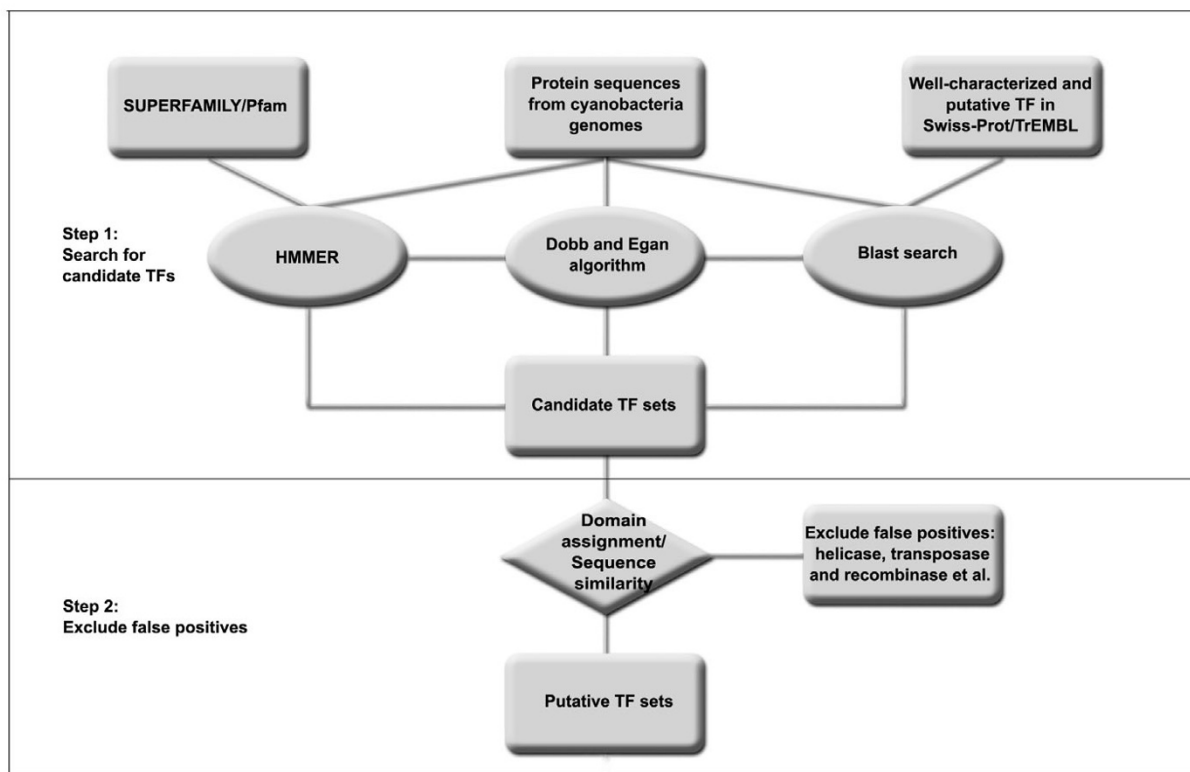 SUPERFAMILY/Pfam
Protein sequences
from cyanobacteria
genomes
Well-characterized and
putative TF in
Swiss-Prot/TrEMBL
Step 1:
Search for
candidate TFs
HMMER
Dobb and Egan
algorithm
Blast search
Candidate TF sets
Domain
assignment/
Sequence
similarity
Exclude false positives:
helicase, transposase
and recombinase et al.
Step 2:
Exclude false positives
Putative TF sets